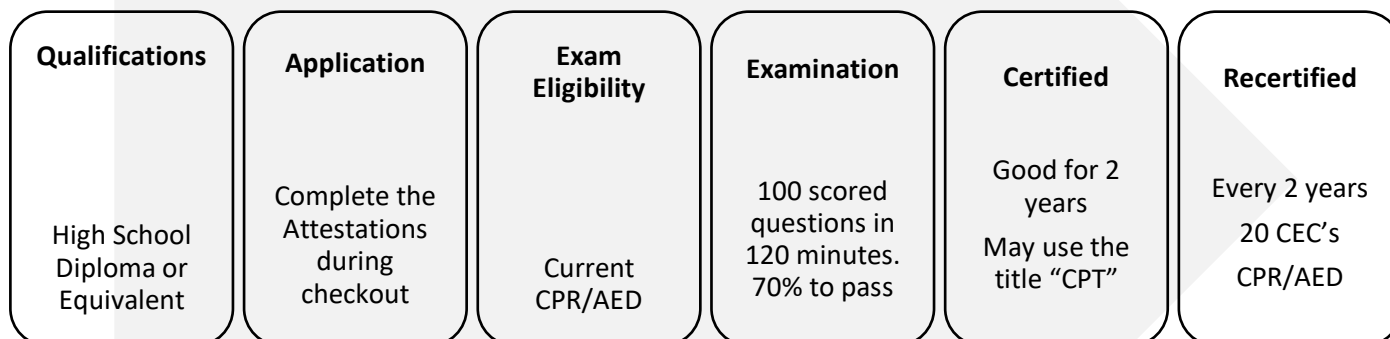 Qualifications
High School
Diploma or
Equivalent
Application
Complete the
Attestations
during
checkout
Exam
Eligibility
Current
CPR/AED
Examination
100 scored
questions in
120 minutes.
70% to pass
Certified
Good for 2
years
May use the
title “CPT”
Recertified
Every 2 years
20 CEC’s
CPR/AED